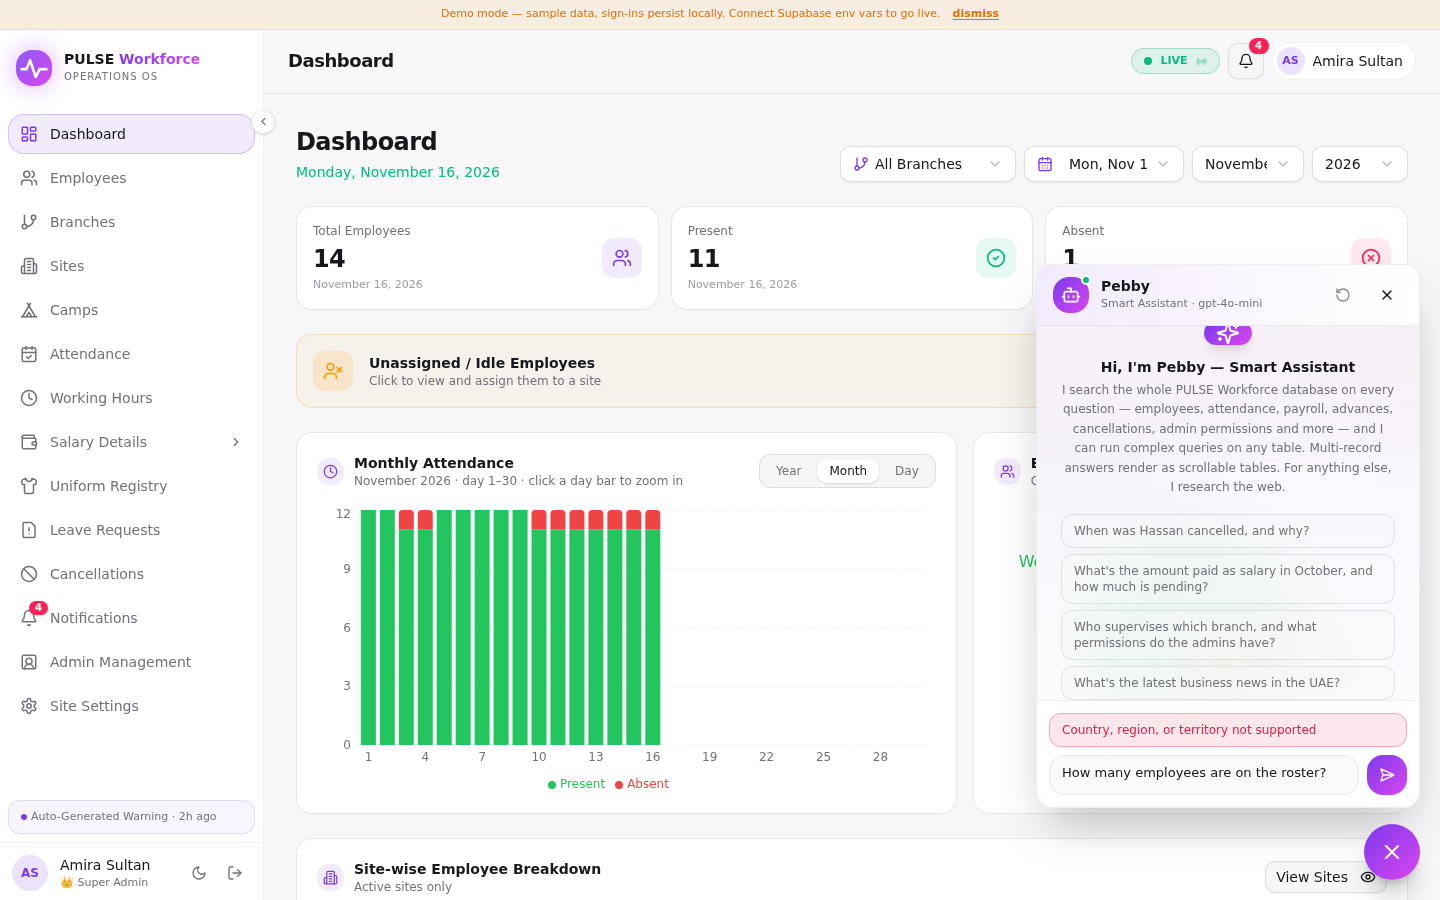 Demo mode — sample data, sign-ins persist locally. Connect Supabase env vars to go live. dismiss
PULSE Workforce
OPERATIONS OS
Dashboard
Employees
Branches
Sites
Camps
Attendance
Working Hours
Salary Details
Uniform Registry
Leave Requests
Cancellations
4
Notifications
Admin Management
Site Settings
Auto-Generated Warning · 2h ago
AS
Amira Sultan
👑 Super Admin
Dashboard
LIVE
4
AS
Amira Sultan
Dashboard
Monday, November 16, 2026
All Branches
Mon, Nov 1
Novembe
2026
Total Employees
14
November 16, 2026
Present
11
November 16, 2026
Absent
1
Unassigned / Idle Employees
Click to view and assign them to a site
Monthly Attendance
November 2026 · day 1–30 · click a day bar to zoom in
Year Month Day
12
9
6
3
0
1 4 7 10 13 16 19 22 25 28
Present Absent
Site-wise Employee Breakdown
Active sites only
View Sites
Pebby
Smart Assistant · gpt-4o-mini
Hi, I'm Pebby — Smart Assistant
I search the whole PULSE Workforce database on every
question — employees, attendance, payroll, advances,
cancellations, admin permissions and more — and I
can run complex queries on any table. Multi-record
answers render as scrollable tables. For anything else,
I research the web.
When was Hassan cancelled, and why?
What's the amount paid as salary in October, and
how much is pending?
Who supervises which branch, and what
permissions do the admins have?
What's the latest business news in the UAE?
Country, region, or territory not supported
How many employees are on the roster?